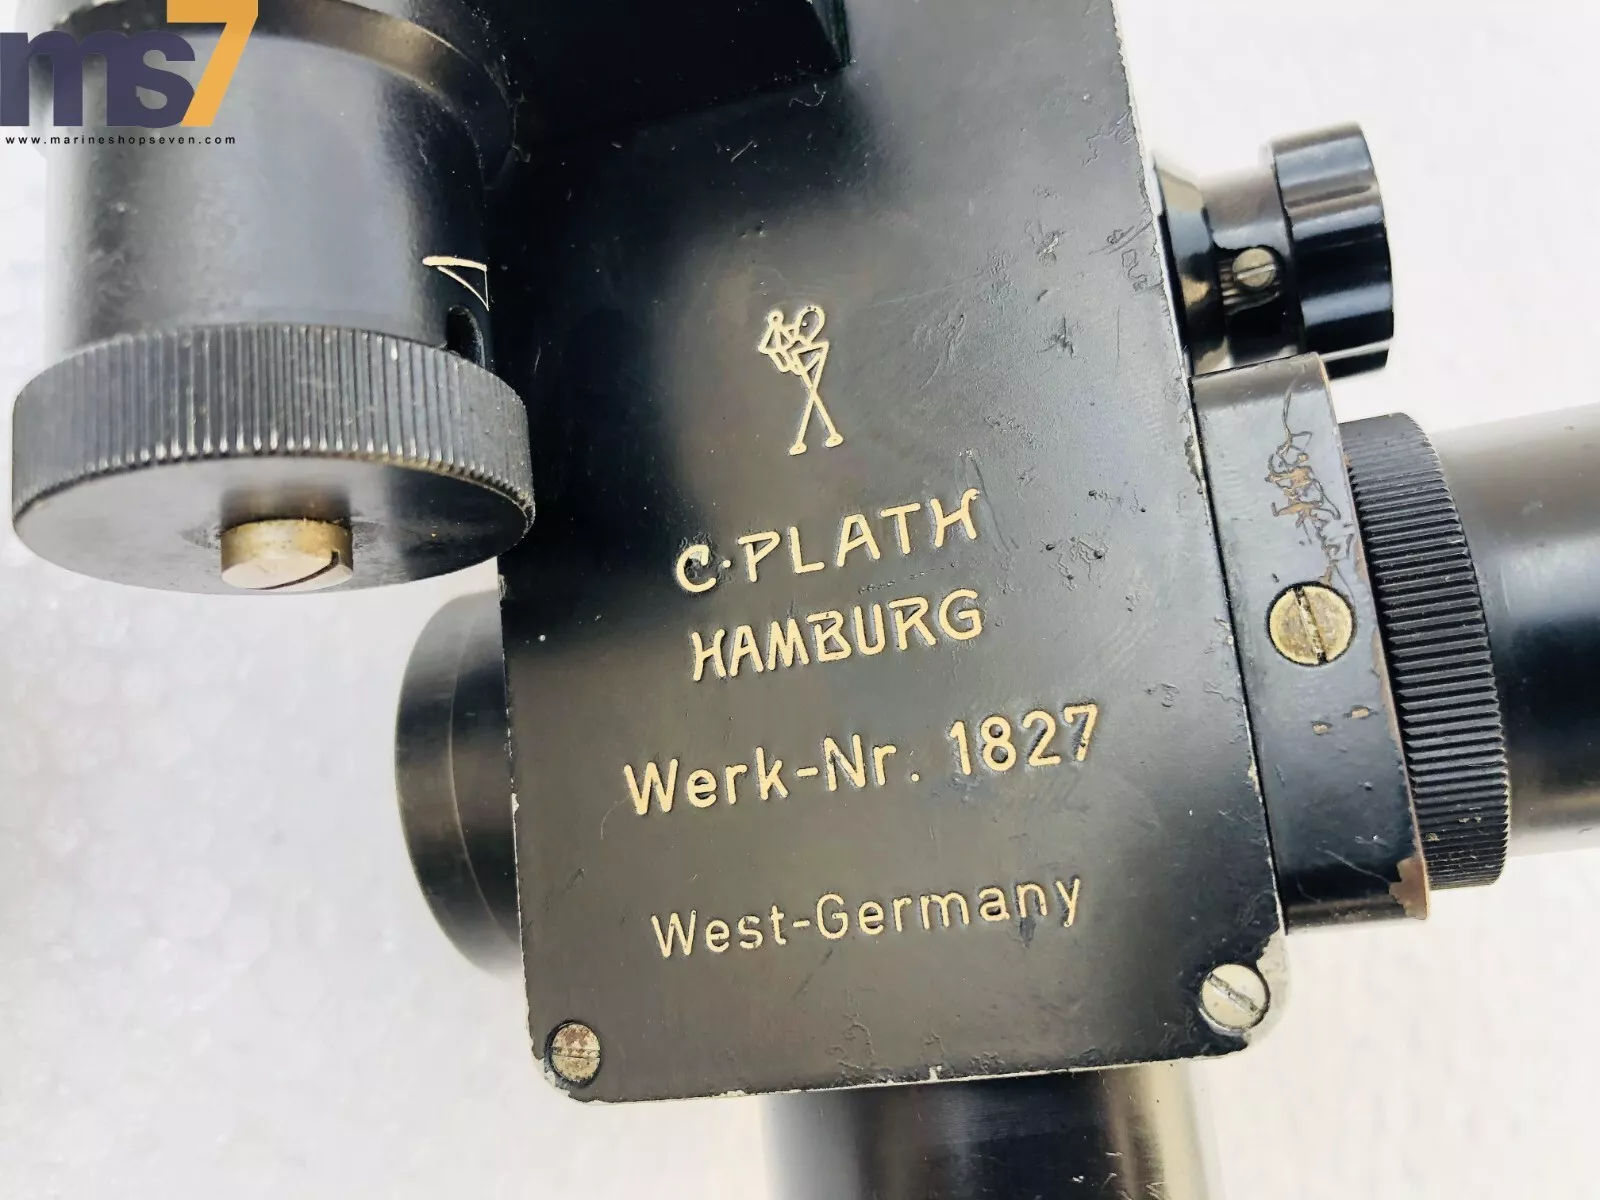 ms7
www.marineshopseven.com
C·PLATH
HAMBURG
Werk-Nr. 1827
West-Germany